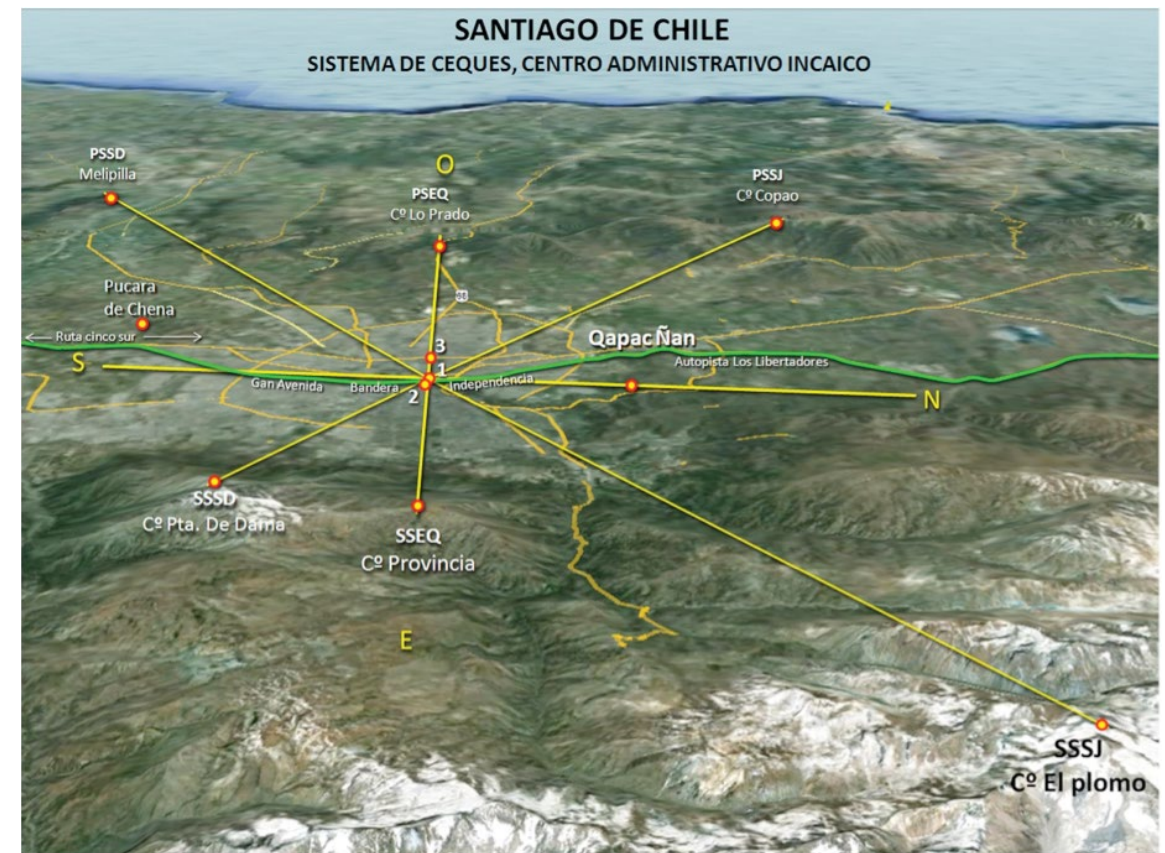 SANTIAGO DE CHILE
SISTEMA DE CEQUES, CENTRO ADMINISTRATIVO INCAICO
PSSD
Melipilla
O
PSEQ
Cº Lo Prado
PSSJ
Cº Copao
Pucara
de Chena
Ruta cinco sur
S
3
1
2
Gan Avenida
Bandera
Independencia
Qapac Ñan
Autopista Los Libertadores
N
SSSD
Cº Pta. De Dama
SSEQ
Cº Provincia
E
SSSJ
Cº El plomo